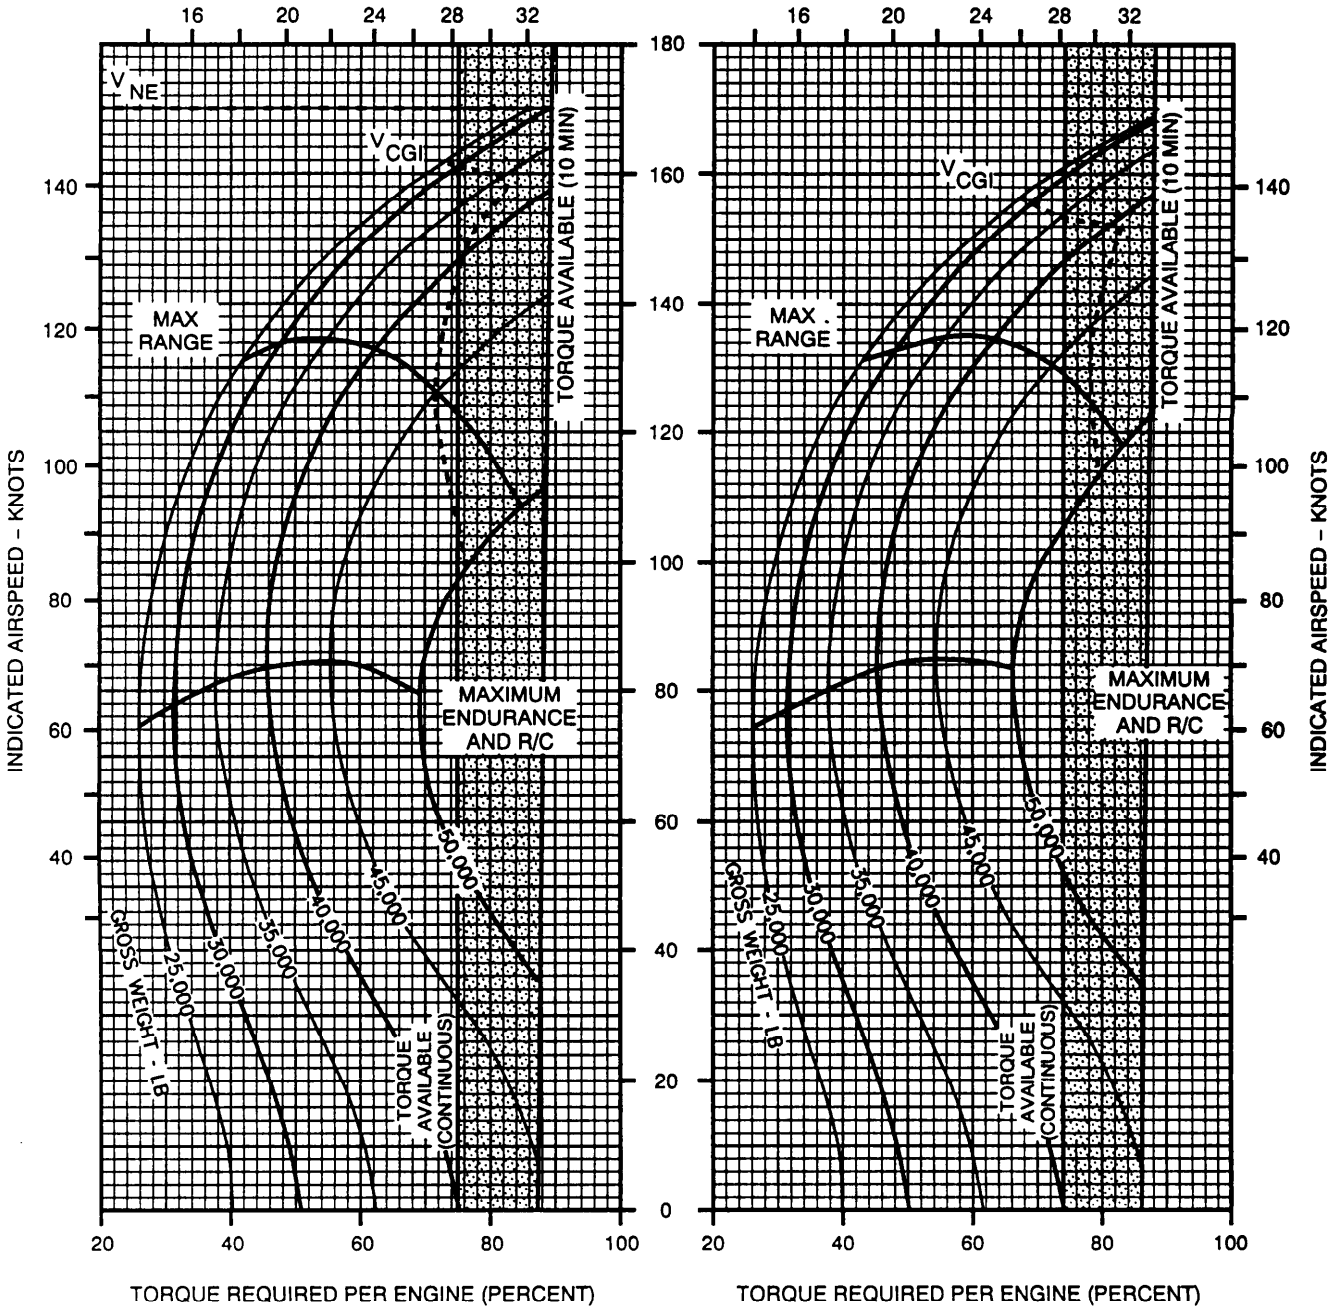 16 20 24 28 32
16 20 24 28 32
V NE
V CGI
MAX
RANGE
TORQUE AVAILABLE (10 MIN)
INDICATED AIRSPEED – KNOTS
140
120
100
80
60
40
MAXIMUM
ENDURANCE
AND R/C
GROSS WEIGHT - LB
25,000
30,000
35,000
40,000
45,000
50,000
TORQUE
AVAILABLE
(CONTINUOUS)
20 40 60 80 100
TORQUE REQUIRED PER ENGINE (PERCENT)
180
160
140
120
100
80
60
40
20
0
V CGI
MAX .
RANGE
TORQUE AVAILABLE (10 MIN)
MAXIMUM
ENDURANCE
AND R/C
GROSS WEIGHT - LB
25,000
30,000
35,000
40,000
45,000
50,000
TORQUE
AVAILABLE
(CONTINUOUS)
140
120
100
80
60
40
INDICATED AIRSPEED – KNOTS
20 40 60 80 100
TORQUE REQUIRED PER ENGINE (PERCENT)